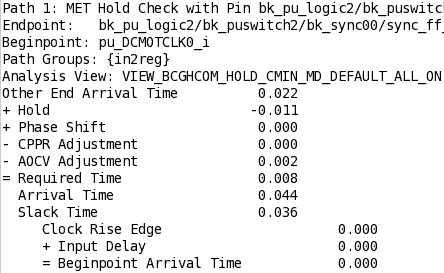 Path 1: MET Hold Check with Pin bk_pu_logic2/bk_puswitc
Endpoint:   bk_pu_logic2/bk_puswitch2/bk_sync00/sync_ff_
Beginpoint: pu_DCMOTCLK0_i
Path Groups: {in2reg}
Analysis View: VIEW_BCGHCOM_HOLD_CMIN_MD_DEFAULT_ALL_ON
Other End Arrival Time          0.022
+ Hold                         -0.011
+ Phase Shift                   0.000
- CPPR Adjustment               0.000
- AOCV Adjustment               0.002
= Required Time                 0.008
  Arrival Time                  0.044
  Slack Time                    0.036
     Clock Rise Edge                      0.000
     + Input Delay                        0.000
     = Beginpoint Arrival Time            0.000